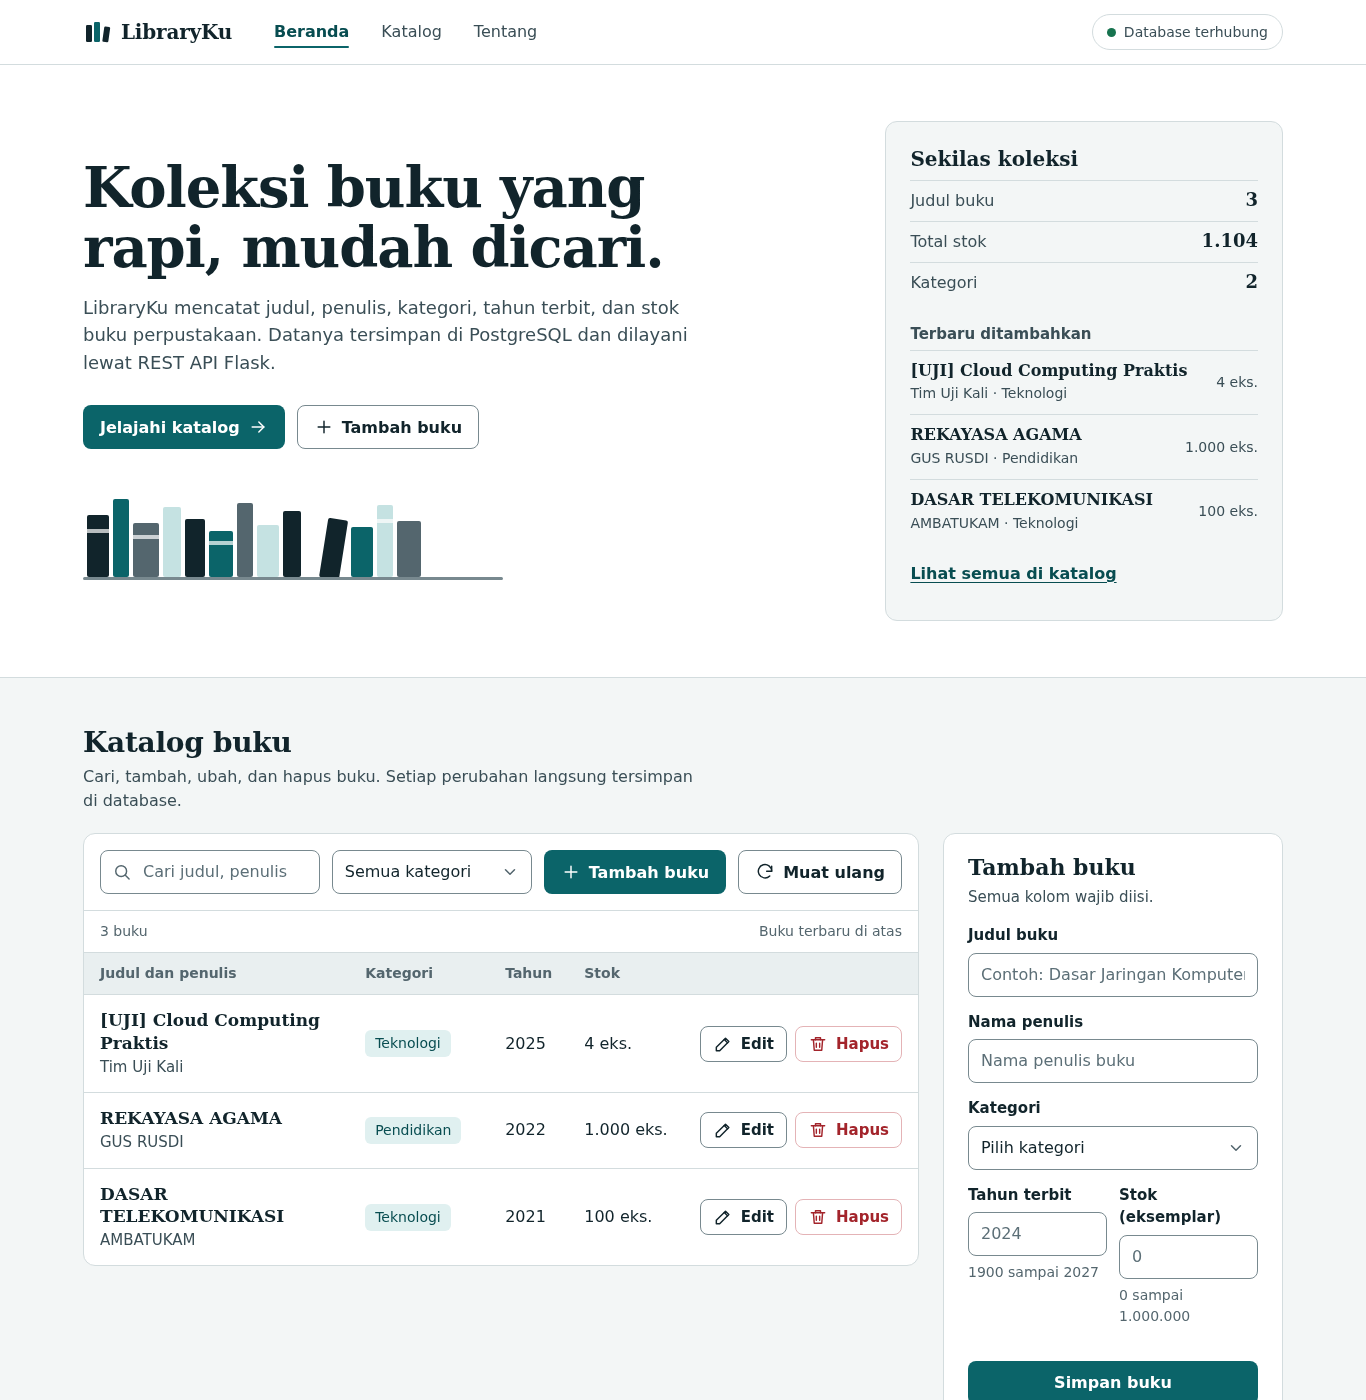 LibraryKu
Beranda
Katalog
Tentang
Database terhubung
Koleksi buku yang
rapi, mudah dicari.
LibraryKu mencatat judul, penulis, kategori, tahun terbit, dan stok
buku perpustakaan. Datanya tersimpan di PostgreSQL dan dilayani
lewat REST API Flask.
Jelajahi katalog
Tambah buku
Sekilas koleksi
Judul buku 3
Total stok 1.104
Kategori 2
Terbaru ditambahkan
[UJI] Cloud Computing Praktis
Tim Uji Kali · Teknologi
4 eks.
REKAYASA AGAMA
GUS RUSDI · Pendidikan
1.000 eks.
DASAR TELEKOMUNIKASI
AMBATUKAM · Teknologi
100 eks.
Lihat semua di katalog
Katalog buku
Cari, tambah, ubah, dan hapus buku. Setiap perubahan langsung tersimpan
di database.
Cari judul, penulis
Semua kategori
Tambah buku
Muat ulang
3 buku
Buku terbaru di atas
Judul dan penulis Kategori Tahun Stok
[UJI] Cloud Computing
Praktis
Tim Uji Kali
Teknologi 2025 4 eks. Edit Hapus
REKAYASA AGAMA
GUS RUSDI
Pendidikan 2022 1.000 eks. Edit Hapus
DASAR
TELEKOMUNIKASI
AMBATUKAM
Teknologi 2021 100 eks. Edit Hapus
Tambah buku
Semua kolom wajib diisi.
Judul buku
Contoh: Dasar Jaringan Komputer
Nama penulis
Nama penulis buku
Kategori
Pilih kategori
Tahun terbit
2024
1900 sampai 2027
Stok
(eksemplar)
0
0 sampai
1.000.000
Simpan buku